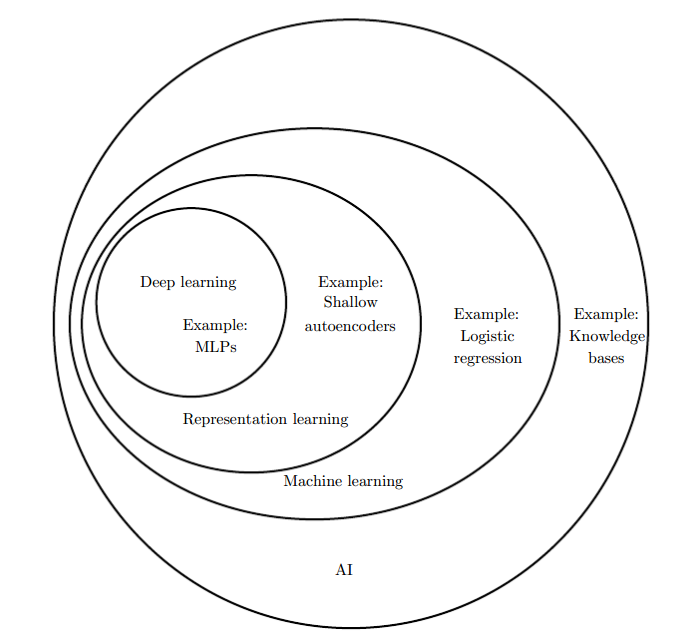 Deep learning
Example:
MLPs
Example:
Shallow
autoencoders
Example:
Logistic
regression
Example:
Knowledge
bases
Representation learning
Machine learning
AI